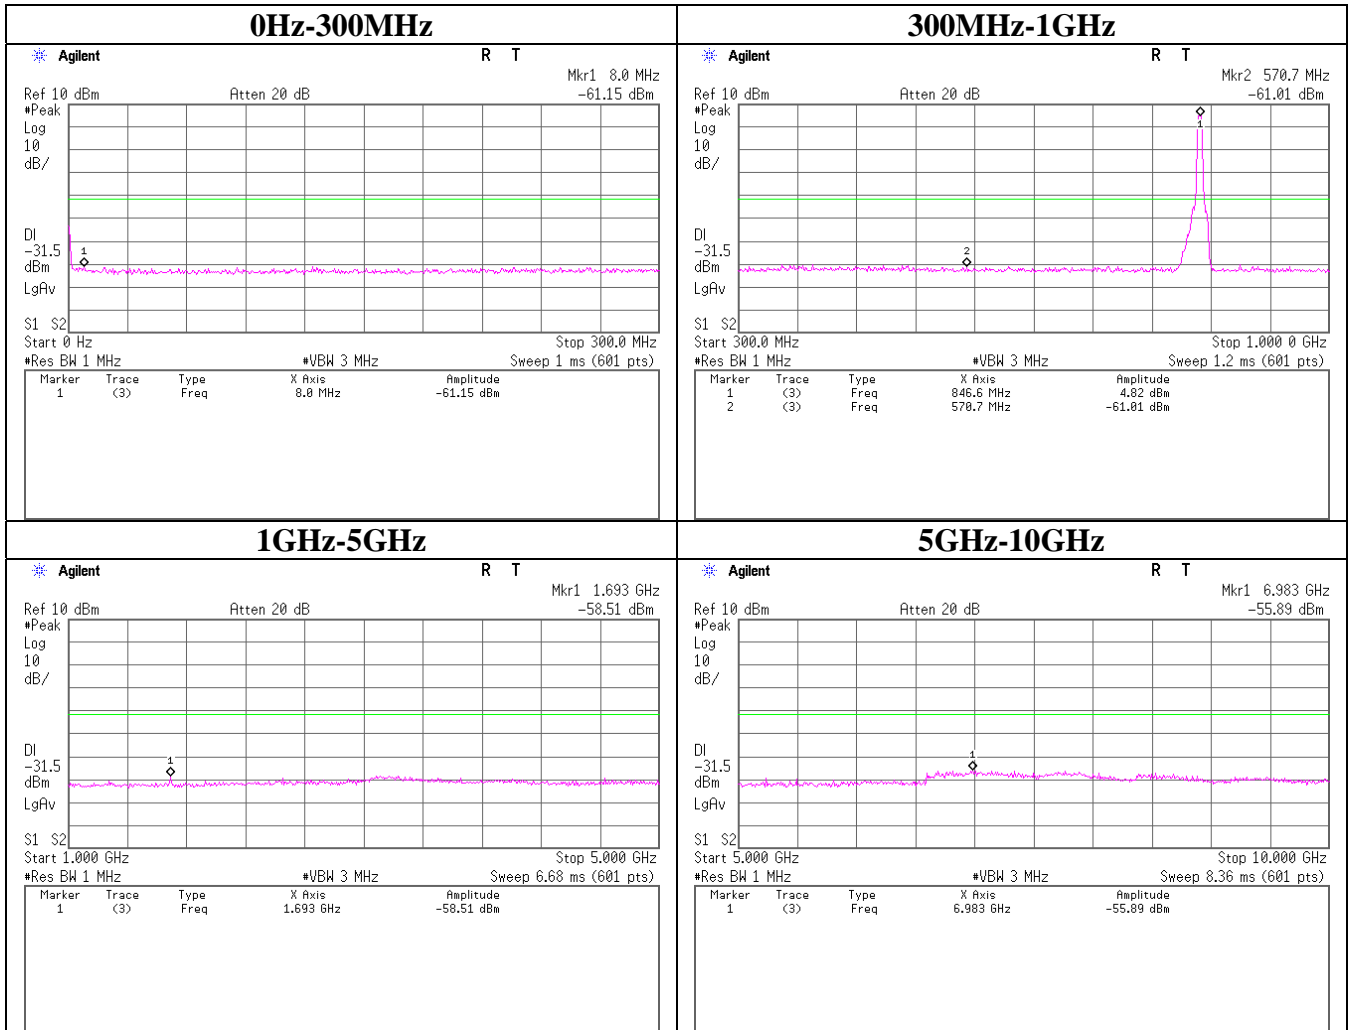 0Hz-300MHz
Agilent
R T
Mkr1 8.0 MHz
Ref 10 dBm Atten 20 dB -61.15 dBm
#Peak
Log
10
dB/
1
DI
-31.5
dBm
LgAv
S1 S2
Start 0 Hz Stop 300.0 MHz
#Res BW 1 MHz #VBW 3 MHz Sweep 1 ms (601 pts)
Marker Trace Type X Axis Amplitude
1 (3) Freq 8.0 MHz -61.15 dBm
300MHz-1GHz
Agilent
R T
Mkr2 570.7 MHz
Ref 10 dBm Atten 20 dB -61.01 dBm
#Peak
Log
10
dB/
1
2
DI
-31.5
dBm
LgAv
S1 S2
Start 300.0 MHz Stop 1.000 0 GHz
#Res BW 1 MHz #VBW 3 MHz Sweep 1.2 ms (601 pts)
Marker Trace Type X Axis Amplitude
1 (3) Freq 846.6 MHz 4.82 dBm
2 (3) Freq 570.7 MHz -61.01 dBm
1GHz-5GHz
Agilent
R T
Mkr1 1.693 GHz
Ref 10 dBm Atten 20 dB -58.51 dBm
#Peak
Log
10
dB/
1
DI
-31.5
dBm
LgAv
S1 S2
Start 1.000 GHz Stop 5.000 GHz
#Res BW 1 MHz #VBW 3 MHz Sweep 6.68 ms (601 pts)
Marker Trace Type X Axis Amplitude
1 (3) Freq 1.693 GHz -58.51 dBm
5GHz-10GHz
Agilent
R T
Mkr1 6.983 GHz
Ref 10 dBm Atten 20 dB -55.89 dBm
#Peak
Log
10
dB/
1
DI
-31.5
dBm
LgAv
S1 S2
Start 5.000 GHz Stop 10.000 GHz
#Res BW 1 MHz #VBW 3 MHz Sweep 8.36 ms (601 pts)
Marker Trace Type X Axis Amplitude
1 (3) Freq 6.983 GHz -55.89 dBm